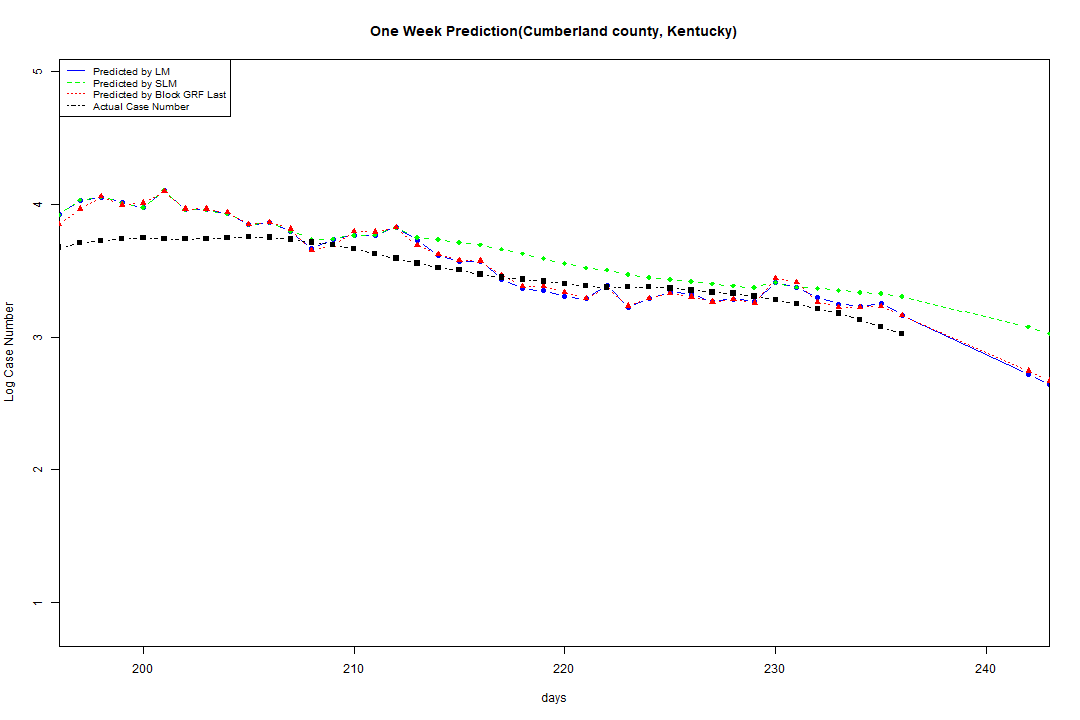 One Week Prediction(Cumberland county, Kentucky)
Predicted by LM
Predicted by SLM
Predicted by Block GRF Last
Actual Case Number
5
4
3
2
1
Log Case Number
200
210
220
230
240
days